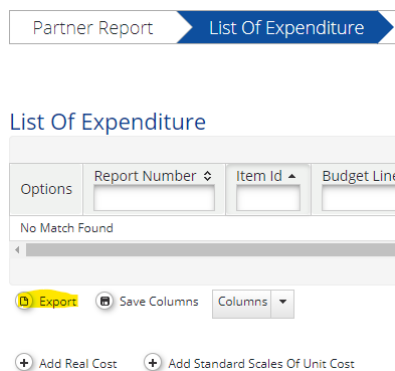 Partner Report List Of Expenditure
List Of Expenditure
Options Report Number Item Id Budget Line
No Match Found
Export Save Columns Columns
Add Real Cost Add Standard Scales Of Unit Cost